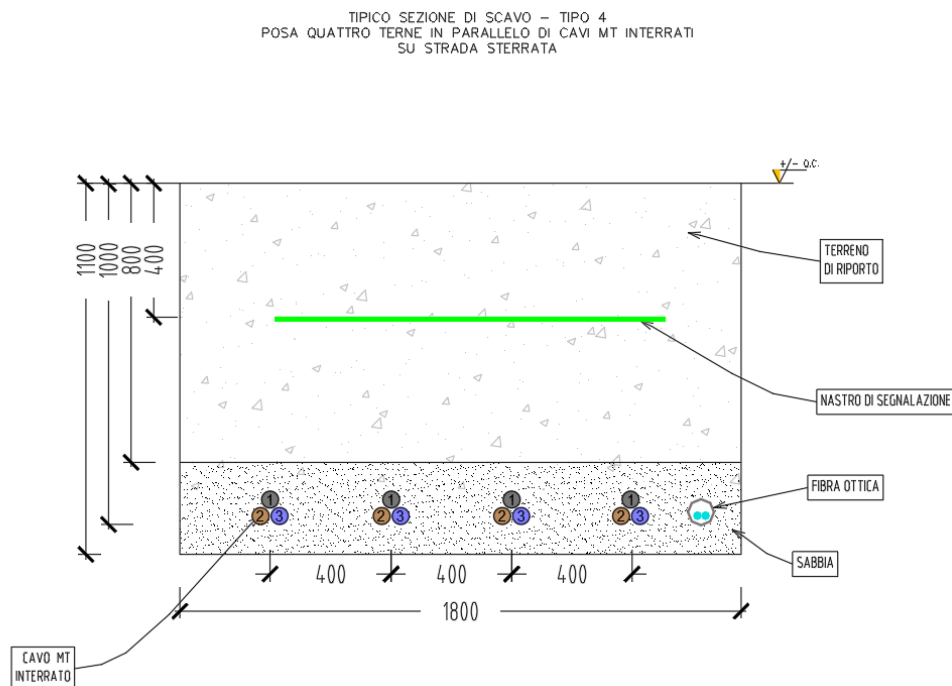 TIPICO SEZIONE DI SCAVO – TIPO 4
POSA QUATTRO TERNE IN PARALLELO DI CAVI MT INTERRATI
SU STRADA STERRATA
+/- Q.C.
1100
1000
800
400
TERRENO
DI RIPORTO
NASTRO DI SEGNALAZIONE
FIBRA OTTICA
1
1
1
1
2 3
2 3
2 3
2 3
SABBIA
400
400
400
1800
CAVO MT
INTERRATO